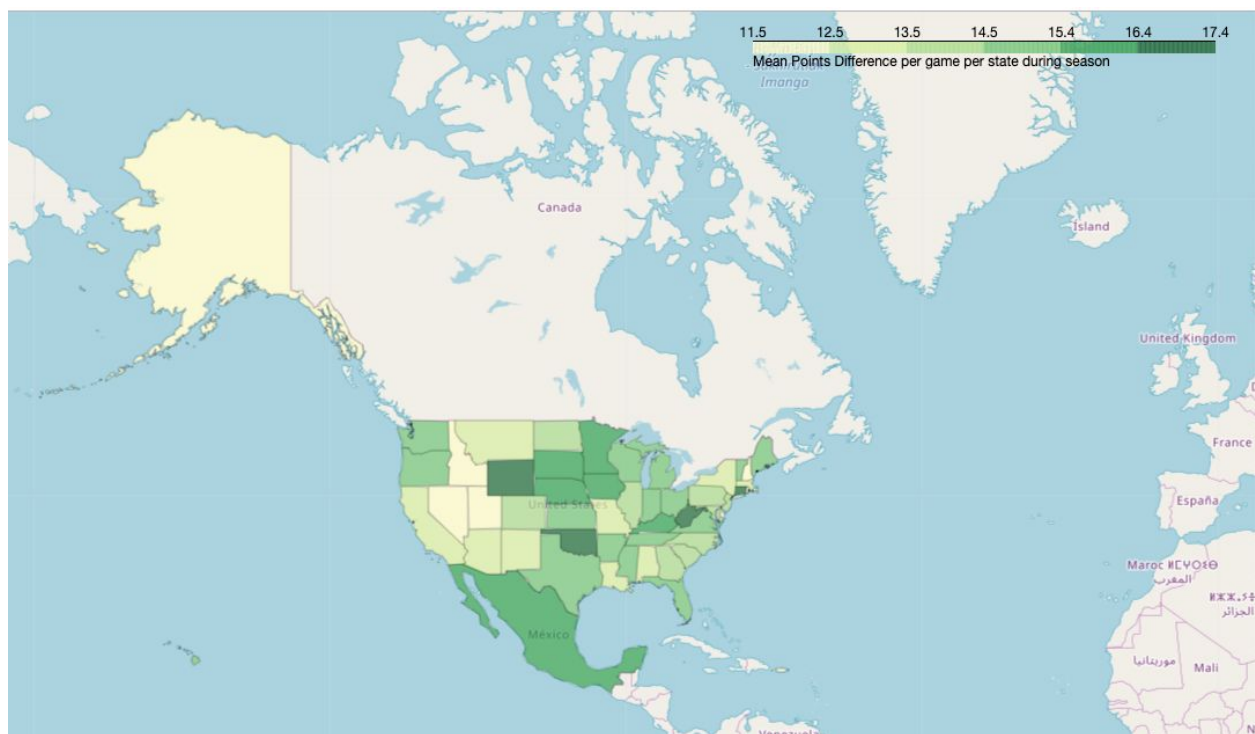 11.5 12.5 13.5 14.5 15.4 16.4 17.4
Mean Points Difference per game per state during season
Imanga
Canada
Ísland
United Kingdom
France
United States
España
Maroc ⵍⵎⵖⵔⵉⴱ
المغرب
الجزائر
México
موريتانيا
Mali